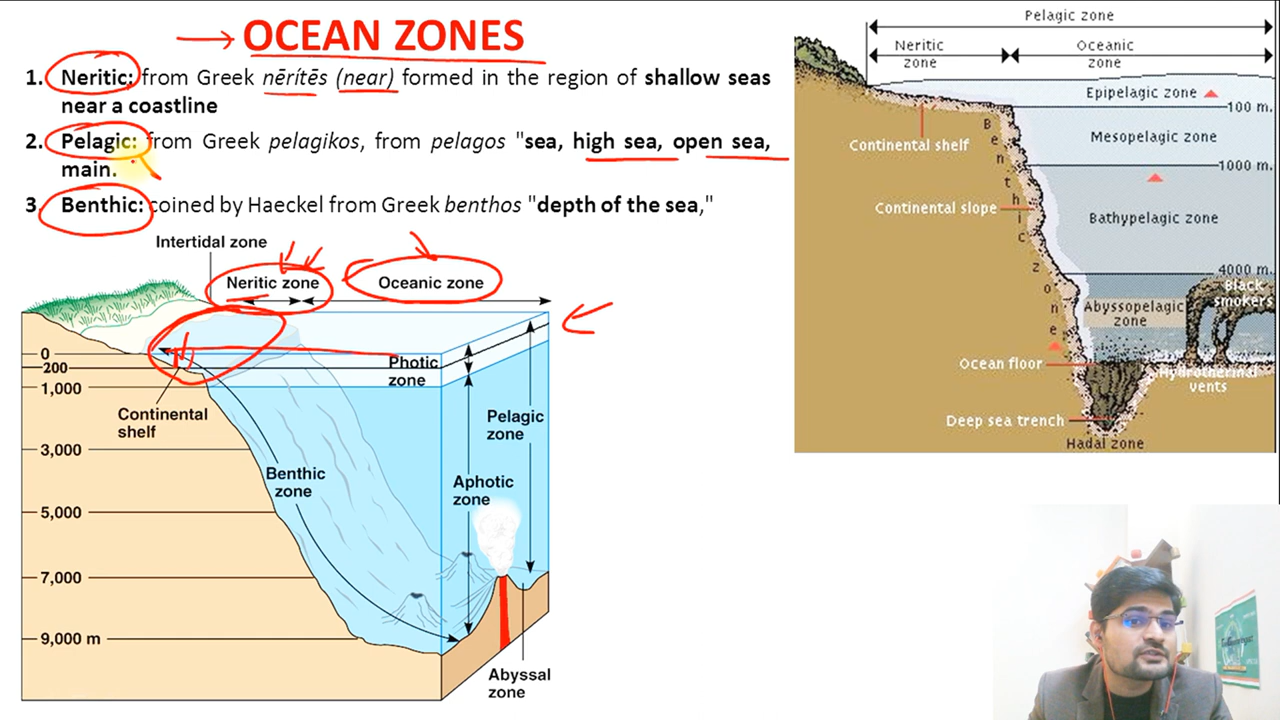 OCEAN ZONES
1. Neritic: from Greek nērítēs (near) formed in the region of shallow seas
near a coastline
2. Pelagic: from Greek pelagikos, from pelagos "sea, high sea, open sea,
main.
3. Benthic: coined by Haeckel from Greek benthos "depth of the sea,"
Intertidal zone
Neritic zone
Oceanic zone
0
200
1,000
3,000
5,000
7,000
9,000 m
Continental
shelf
Photic
zone
Pelagic
zone
Benthic
zone
Aphotic
zone
Abyssal
zone
Pelagic zone
Neritic
zone
Oceanic
zone
Epipelagic zone
100 m.
Continental shelf
Mesopelagic zone
1000 m.
Continental slope
Bathypelagic zone
4000 m.
Benthic zone
Black
smokers
Abyssopelagic
zone
Ocean floor
Hydrothermal
vents
Deep sea trench
Hadal zone